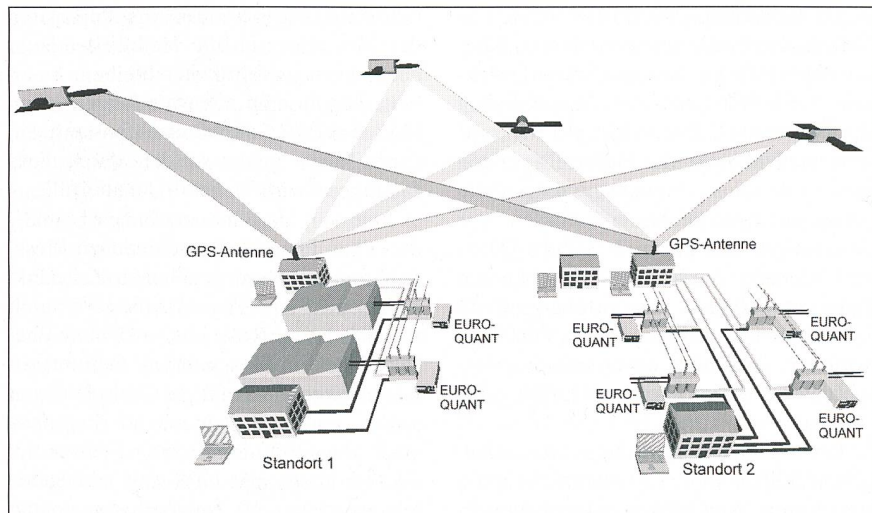 GPS-Antenne
GPS-Antenne
EURO-
QUANT
EURO-
QUANT
Standort 1
EURO-
QUANT
EURO-
QUANT
EURO-
QUANT
EURO-
QUANT
Standort 2